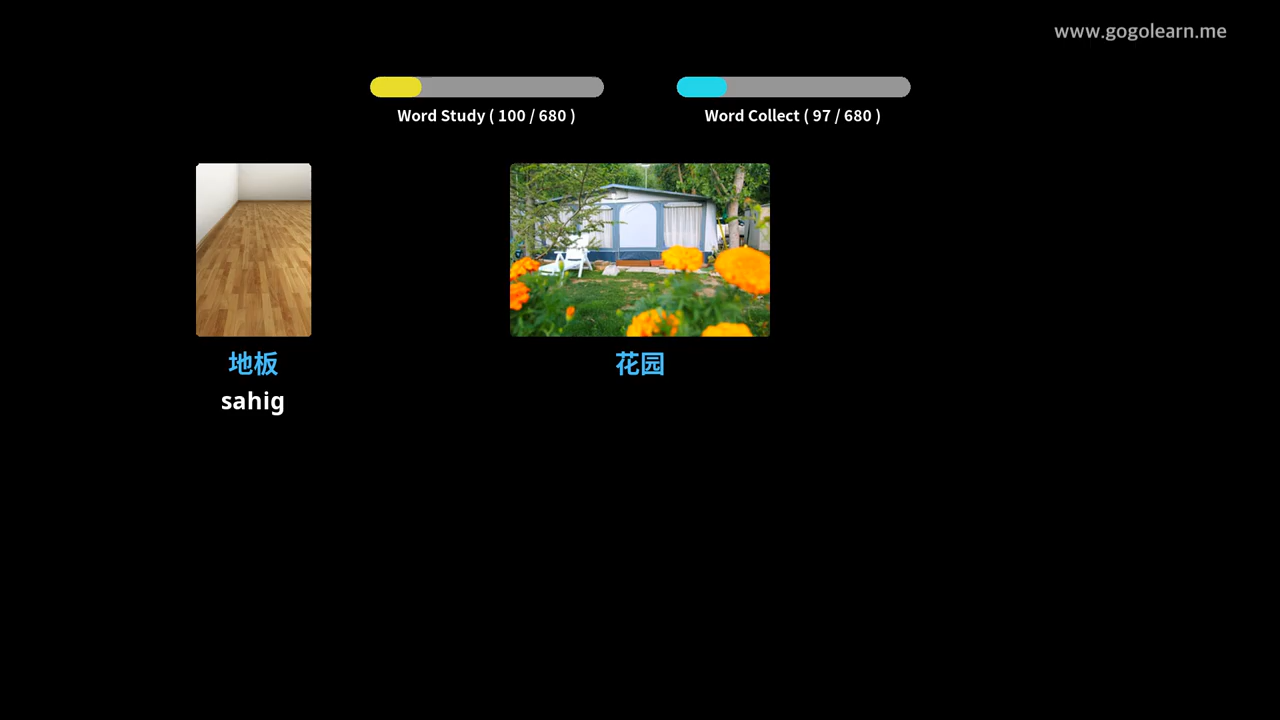 www.gogolearn.me
Word Study ( 100 / 680 )
Word Collect ( 97 / 680 )
地板
sahig
花园